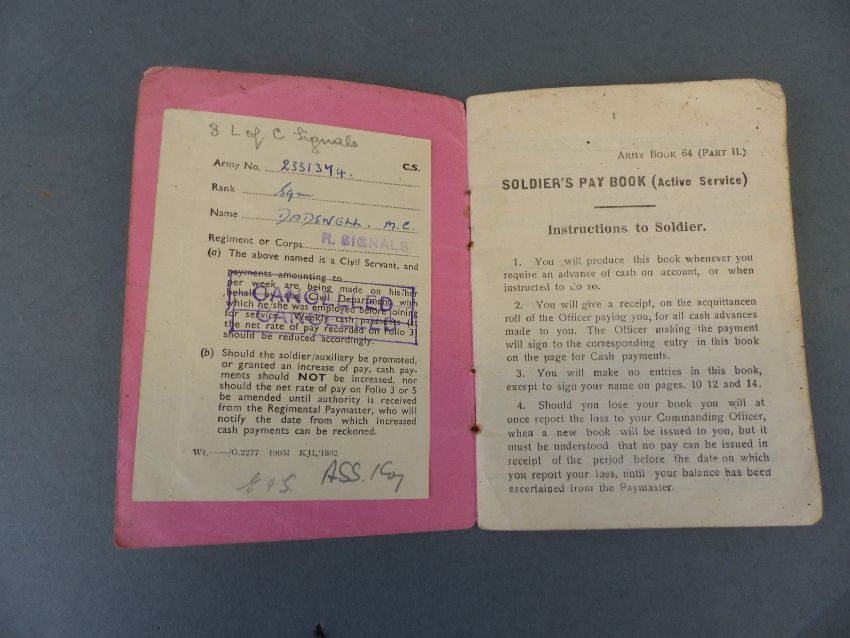 8 L of C Signals
Army No. 2331374. C.S.
Rank Sgm
Name DADSWELL. M.C.
Regiment or Corps R. SIGNALS
(a) The above named is a Civil Servant, and
payments amounting to
per week are being made on his/her
behalf by the Civil Department with
which he/she was employed before joining
for service. Weekly cash payments at
the net rate of pay recorded on Folio 3
should be reduced accordingly.
CANCELLED
CANCELLED
(b) Should the soldier/auxiliary be promoted,
or granted an increase of pay, cash pay-
ments should NOT be increased, nor
should the net rate of pay on Folio 3 or 5
be amended until authority is received
from the Regimental Paymaster, who will
notify the date from which increased
cash payments can be reckoned.
Wt.——/G.2277 100M KJL/1802
ASS.
1
ARMY BOOK 64 (PART II.)
SOLDIER'S PAY BOOK (Active Service)
Instructions to Soldier.
1. You will produce this book whenever you
require an advance of cash on account, or when
instructed to do so.
2. You will give a receipt, on the acquittance
roll of the Officer paying you, for all cash advances
made to you. The Officer making the payment
will sign to the corresponding entry in this book
on the page for Cash payments.
3. You will make no entries in this book,
except to sign your name on pages. 10 12 and 14.
4. Should you lose your book you will at
once report the loss to your Commanding Officer,
when a new book will be issued to you, but it
must be understood that no pay can be issued in
receipt of the period before the date on which
you report your loss, until your balance has been
ascertained from the Paymaster.